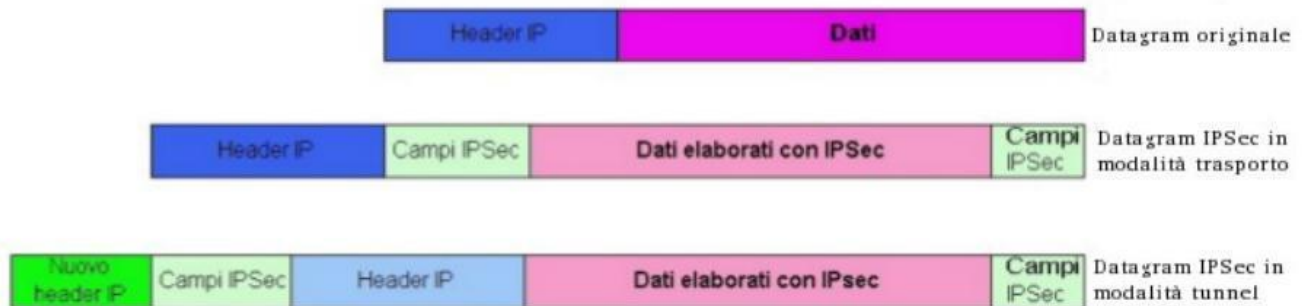 Header IP
Dati
Datagram originale
Header IP
Campi IPSec
Dati elaborati con IPSec
Campi
IPSec
Datagram IPSec in
modalità trasporto
Nuovo
header IP
Campi IPSec
Header IP
Dati elaborati con IPsec
Campi
IPSec
Datagram IPSec in
modalità tunnel